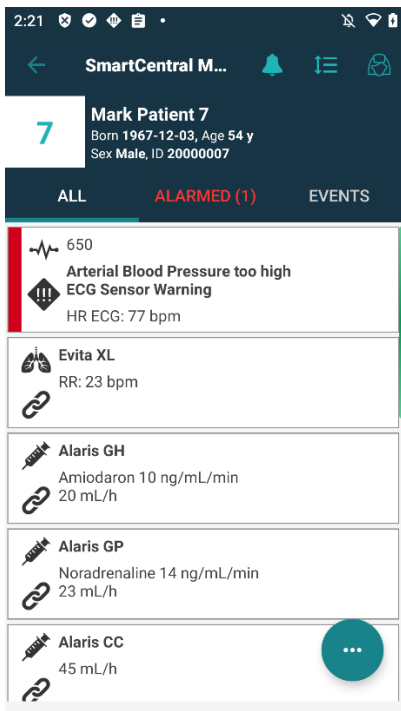 2:21
SmartCentral M...
7
Mark Patient 7
Born 1967-12-03, Age 54 y
Sex Male, ID 20000007
ALL ALARMED (1) EVENTS
650
Arterial Blood Pressure too high
ECG Sensor Warning
!!!
HR ECG: 77 bpm
Evita XL
RR: 23 bpm
Alaris GH
Amiodaron 10 ng/mL/min
20 mL/h
Alaris GP
Noradrenaline 14 ng/mL/min
23 mL/h
Alaris CC
45 mL/h